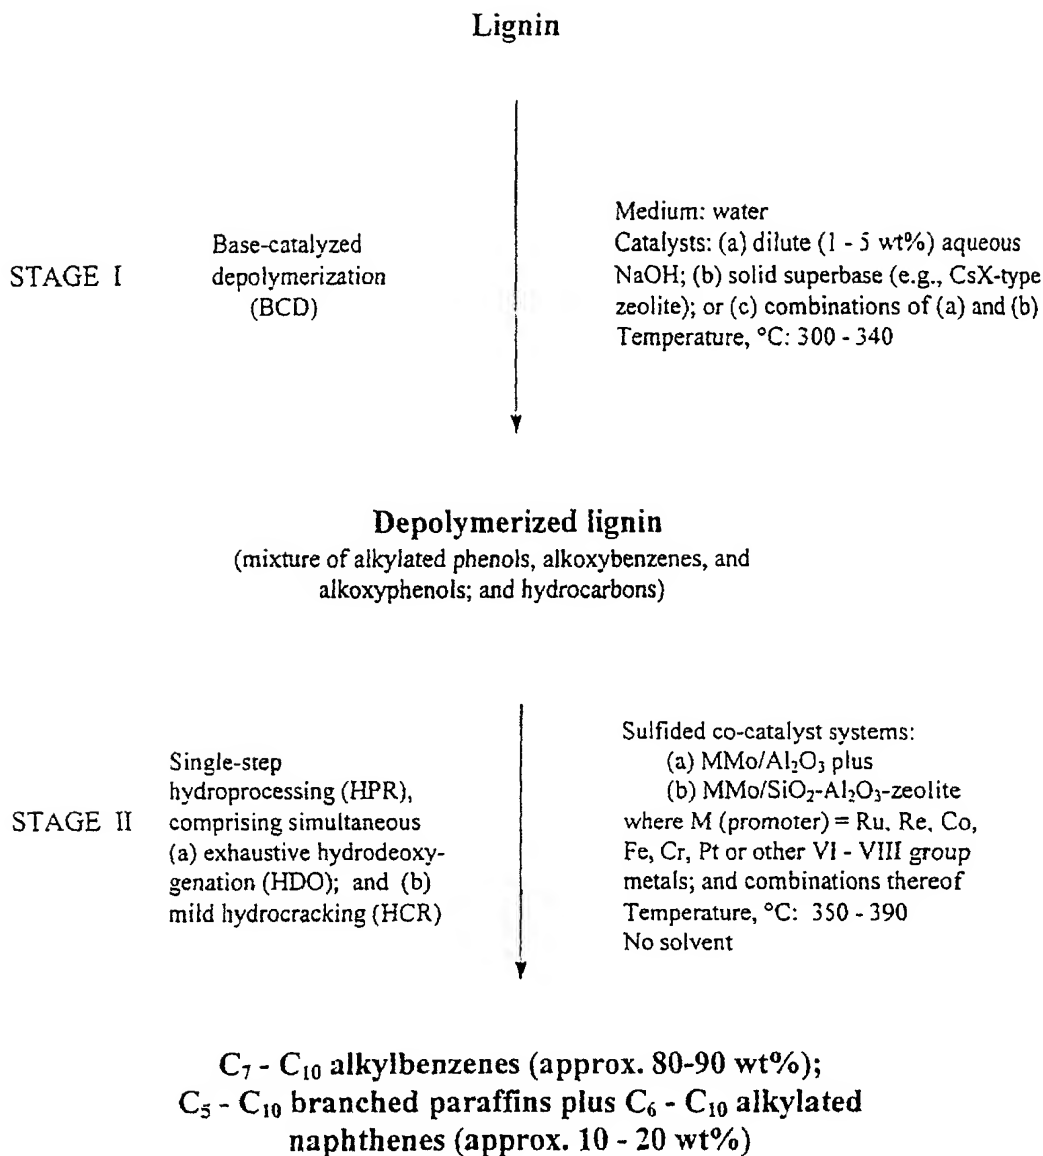 Lignin
STAGE I
Base-catalyzed
depolymerization
(BCD)
Medium: water
Catalysts: (a) dilute (1 - 5 wt%) aqueous
NaOH; (b) solid superbase (e.g., CsX-type
zeolite); or (c) combinations of (a) and (b)
Temperature, °C: 300 - 340
Depolymerized lignin
(mixture of alkylated phenols, alkoxybenzenes, and
alkoxyphenols; and hydrocarbons)
STAGE II
Single-step
hydroprocessing (HPR),
comprising simultaneous
(a) exhaustive hydrodeoxy-
genation (HDO); and (b)
mild hydrocracking (HCR)
Sulfided co-catalyst systems:
(a) MMo/Al₂O₃ plus
(b) MMo/SiO₂-Al₂O₃-zeolite
where M (promoter) = Ru, Re, Co,
Fe, Cr, Pt or other VI - VIII group
metals; and combinations thereof
Temperature, °C: 350 - 390
No solvent
C₇ - C₁₀ alkylbenzenes (approx. 80-90 wt%);
C₅ - C₁₀ branched paraffins plus C₆ - C₁₀ alkylated
naphthenes (approx. 10 - 20 wt%)